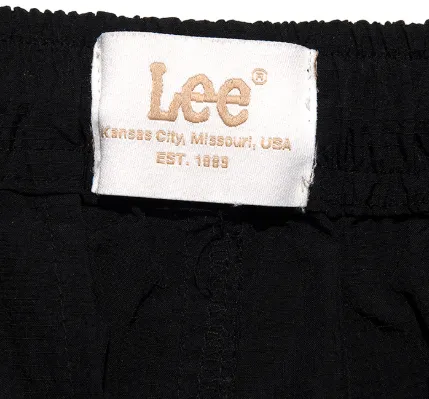 Lee®
Kansas City, Missouri, USA
EST. 1889